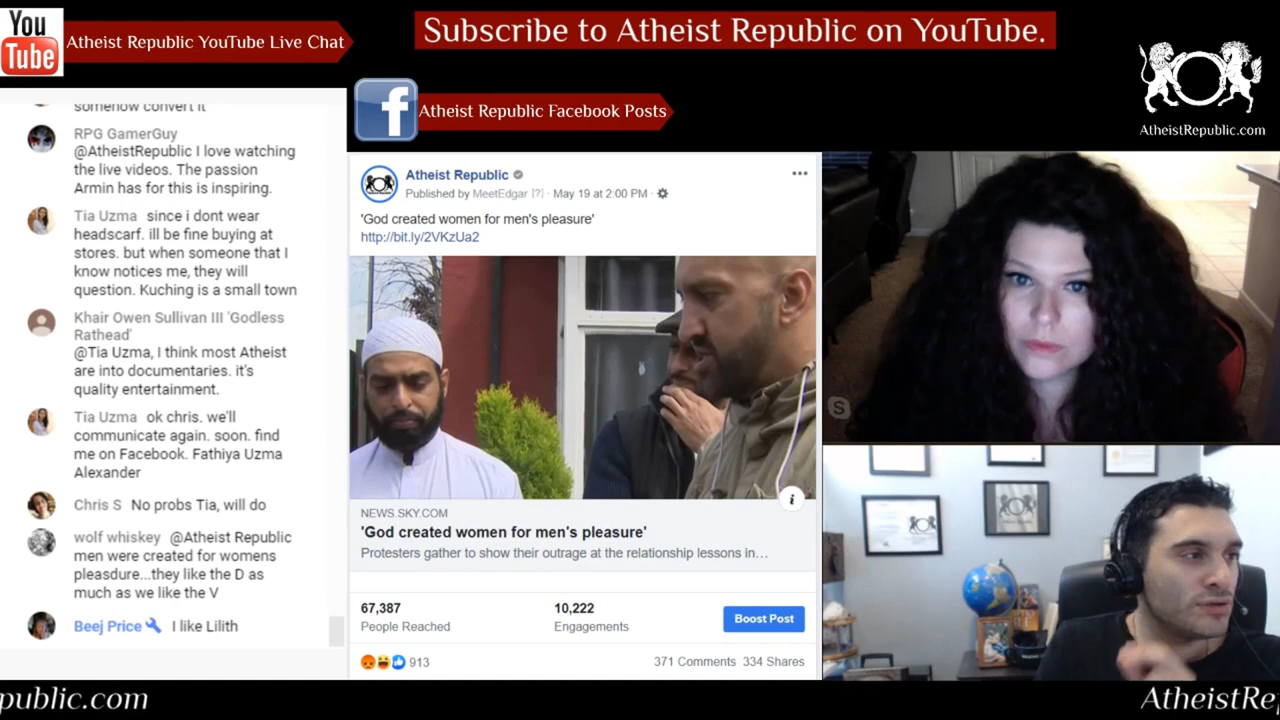 You
Tube
Atheist Republic YouTube Live Chat
Subscribe to Atheist Republic on YouTube.
AtheistRepublic.com
Atheist Republic Facebook Posts
somehow convert it
RPG GamerGuy
@AtheistRepublic I love watching
the live videos. The passion
Armin has for this is inspiring.
Tia Uzma since i dont wear
headscarf. ill be fine buying at
stores. but when someone that I
know notices me, they will
question. Kuching is a small town
Khair Owen Sullivan III 'Godless
Rathead'
@Tia Uzma, I think most Atheist
are into documentaries. it's
quality entertainment.
Tia Uzma ok chris. we'll
communicate again. soon. find
me on Facebook. Fathiya Uzma
Alexander
Chris S No probs Tia, will do
wolf whiskey @Atheist Republic
men were created for womens
pleasdure...they like the D as
much as we like the V
Beej Price I like Lilith
Atheist Republic
Published by MeetEdgar [?] · May 19 at 2:00 PM ·
'God created women for men's pleasure'
http://bit.ly/2VKzUa2
NEWS.SKY.COM
'God created women for men's pleasure'
Protesters gather to show their outrage at the relationship lessons in…
67,387
People Reached
10,222
Engagements
Boost Post
913
371 Comments 334 Shares
public.com
AtheistRe